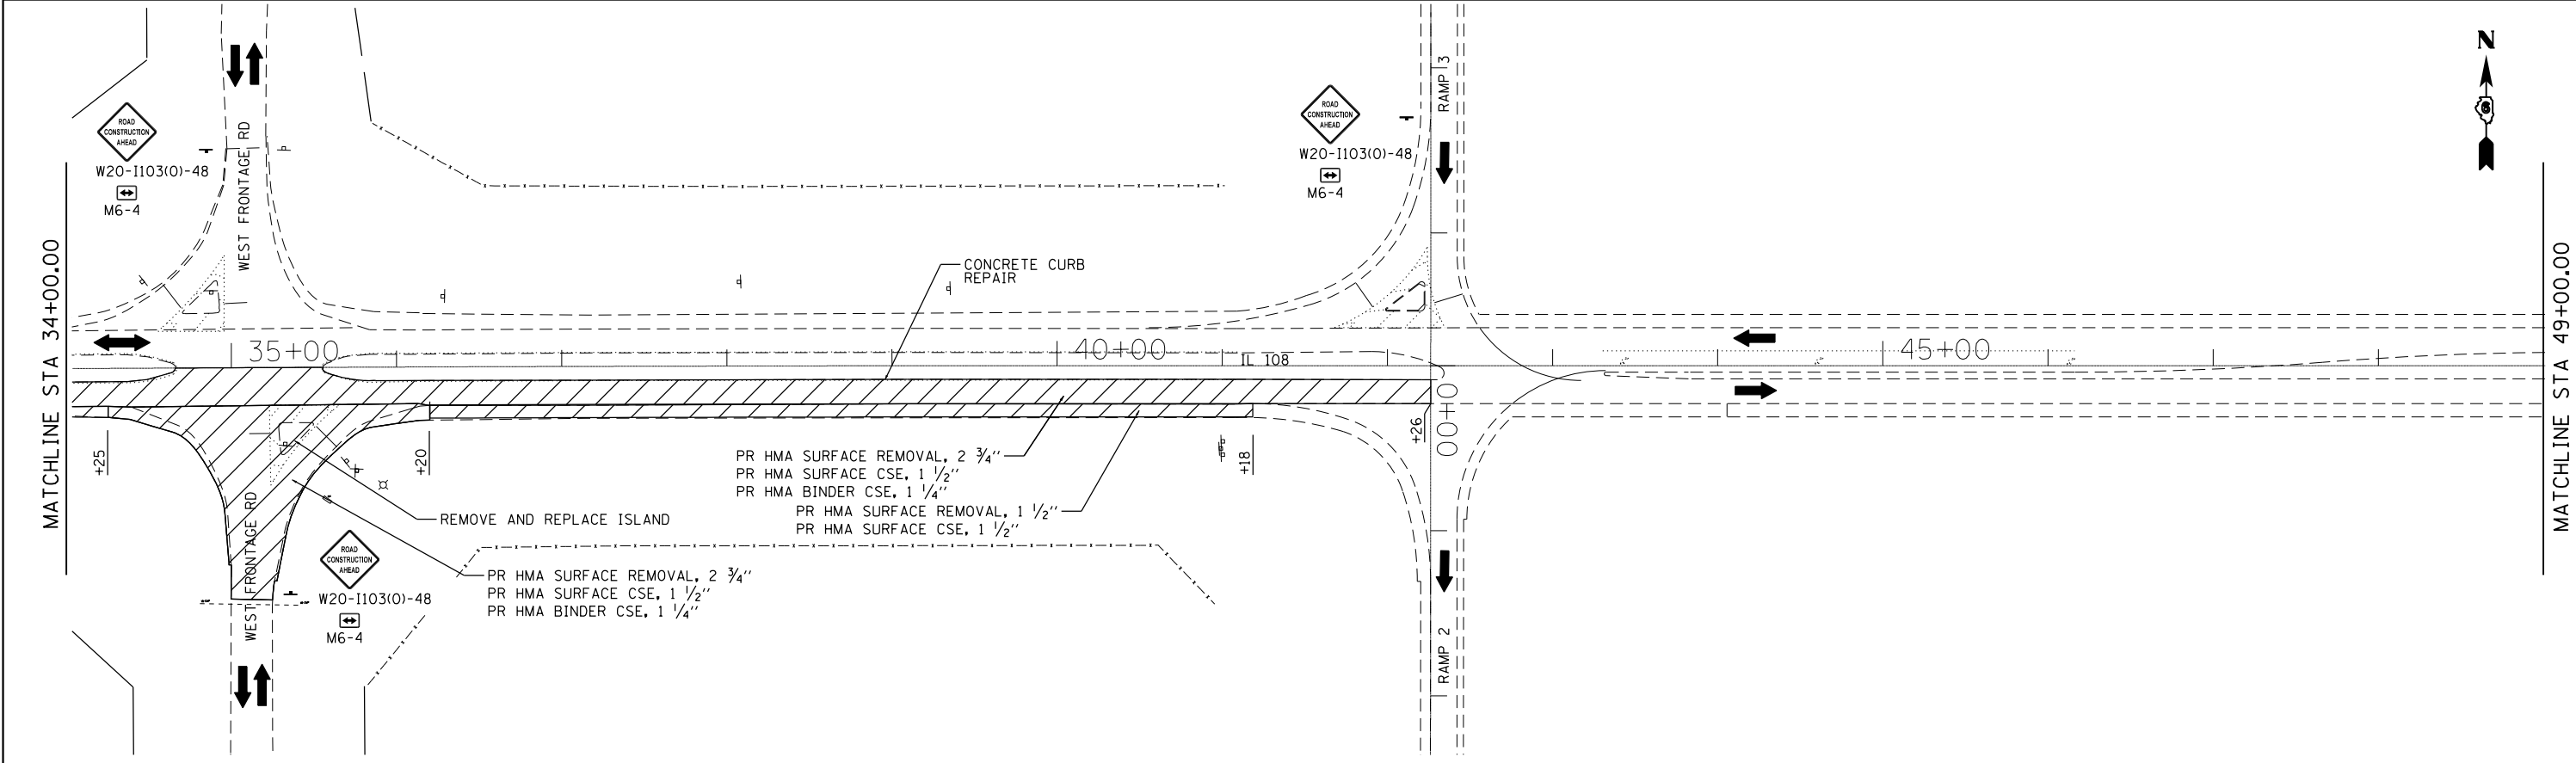 N
6
ROAD
CONSTRUCTION
AHEAD
W20-I103(0)-48
M6-4
WEST FRONTAGE RD
ROAD
CONSTRUCTION
AHEAD
W20-I103(0)-48
M6-4
RAMP 3
MATCHLINE STA 34+00.00
MATCHLINE STA 49+00.00
CONCRETE CURB
REPAIR
35+00
40+00
IL 108
45+00
0+00
+25
+20
+18
+26
PR HMA SURFACE REMOVAL, 2 3/4"
PR HMA SURFACE CSE, 1 1/2"
PR HMA BINDER CSE, 1 1/4"
PR HMA SURFACE REMOVAL, 1 1/2"
PR HMA SURFACE CSE, 1 1/2"
REMOVE AND REPLACE ISLAND
WEST FRONTAGE RD
ROAD
CONSTRUCTION
AHEAD
W20-I103(0)-48
M6-4
PR HMA SURFACE REMOVAL, 2 3/4"
PR HMA SURFACE CSE, 1 1/2"
PR HMA BINDER CSE, 1 1/4"
RAMP 2